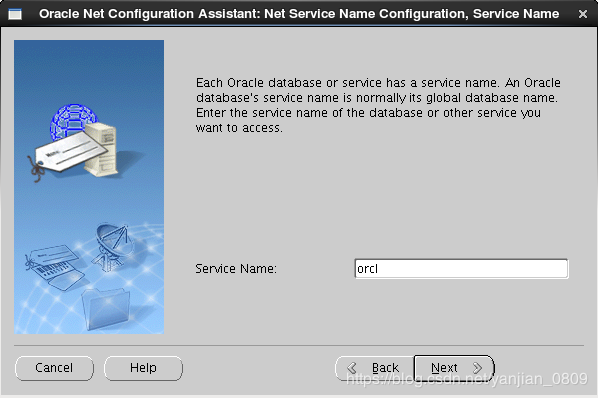 Oracle Net Configuration Assistant: Net Service Name Configuration, Service Name
Each Oracle database or service has a service name. An Oracle
database's service name is normally its global database name.
Enter the service name of the database or other service you
want to access.
Service Name:
orcl
Cancel
Help
Back
Next
https://blog.csdn.net/yanjian_0809